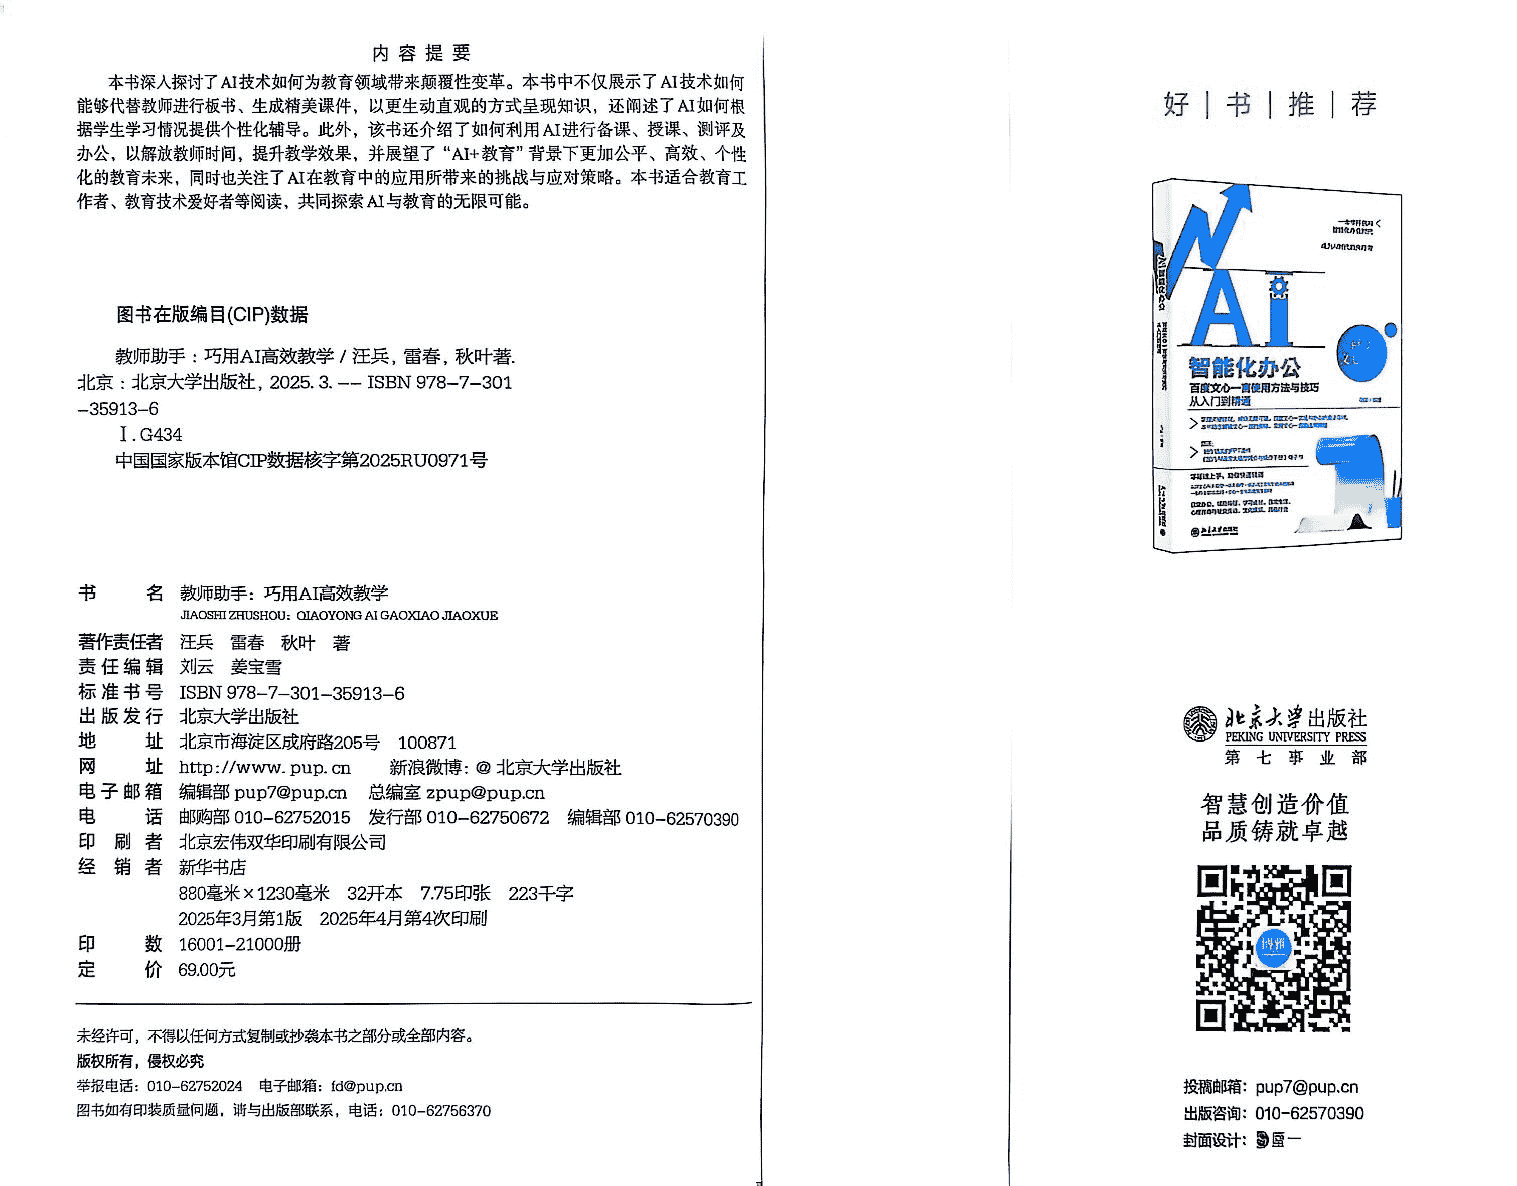 内容提要
本书深入探讨了AI技术如何为教育领域带来颠覆性变革。本书中不仅展示了AI技术如何
能够代替教师进行板书、生成精美课件，以更生动直观的方式呈现知识，还阐述了AI如何根
据学生学习情况提供个性化辅导。此外，该书还介绍了如何利用AI进行备课、授课、测评及
办公，以解放教师时间，提升教学效果，并展望了“AI+教育”背景下更加公平、高效、个性
化的教育未来，同时也关注了AI在教育中的应用所带来的挑战与应对策略。本书适合教育工
作者、教育技术爱好者等阅读，共同探索AI与教育的无限可能。
图书在版编目(CIP)数据
教师助手：巧用AI高效教学 / 汪兵, 雷春, 秋叶著.
北京：北京大学出版社, 2025. 3. -- ISBN 978-7-301
-35913-6
Ⅰ. G434
中国国家版本馆CIP数据核字第2025RU0971号
书名 教师助手：巧用AI高效教学
JIAOSHI ZHUSHOU：QIAOYONG AI GAOXIAO JIAOXUE
著作责任者 汪兵 雷春 秋叶 著
责任编辑 刘云 姜宝雪
标准书号 ISBN 978-7-301-35913-6
出版发行 北京大学出版社
地址 北京市海淀区成府路205号 100871
网址 http://www.pup.cn 新浪微博：@北京大学出版社
电子邮箱 编辑部 pup7@pup.cn 总编室 zpup@pup.cn
电话 邮购部 010-62752015 发行部 010-62750672 编辑部 010-62570390
印刷者 北京宏伟双华印刷有限公司
经销者 新华书店
880毫米×1230毫米 32开本 7.75印张 223千字
2025年3月第1版 2025年4月第4次印刷
印数 16001-21000册
定价 69.00元
未经许可，不得以任何方式复制或抄袭本书之部分或全部内容。
版权所有，侵权必究
举报电话：010-62752024 电子邮箱：fd@pup.cn
图书如有印装质量问题，请与出版部联系，电话：010-62756370
好｜书｜推｜荐
AI
智能化办公
百度文心一言使用方法与技巧
从入门到精通
北京大学出版社
PEKING UNIVERSITY PRESS
第七事业部
智慧创造价值
品质铸就卓越
博雅
投稿邮箱：pup7@pup.cn
出版咨询：010-62570390
封面设计：